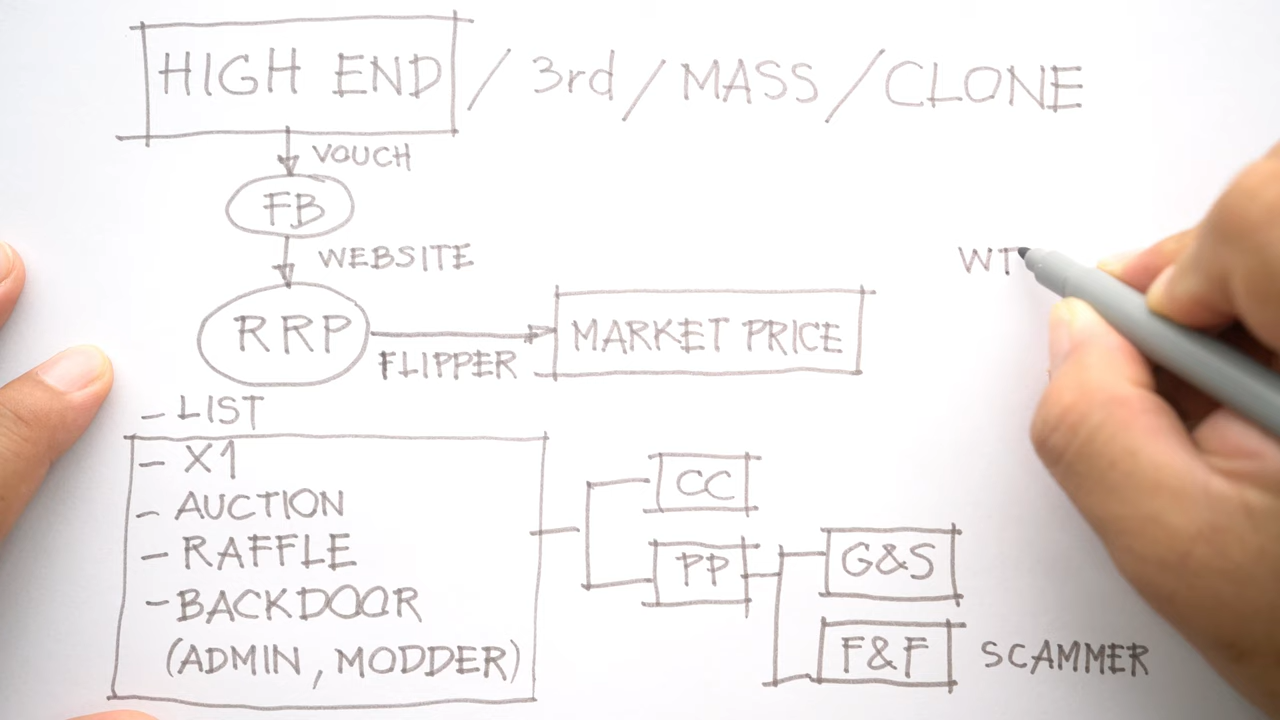 HIGH END / 3rd / MASS / CLONE
VOUCH
FB
WEBSITE
WT
RRP
FLIPPER
MARKET PRICE
- LIST
- X1
- AUCTION
- RAFFLE
- BACKDOOR
(ADMIN, MODDER)
CC
PP
G&S
F&F SCAMMER